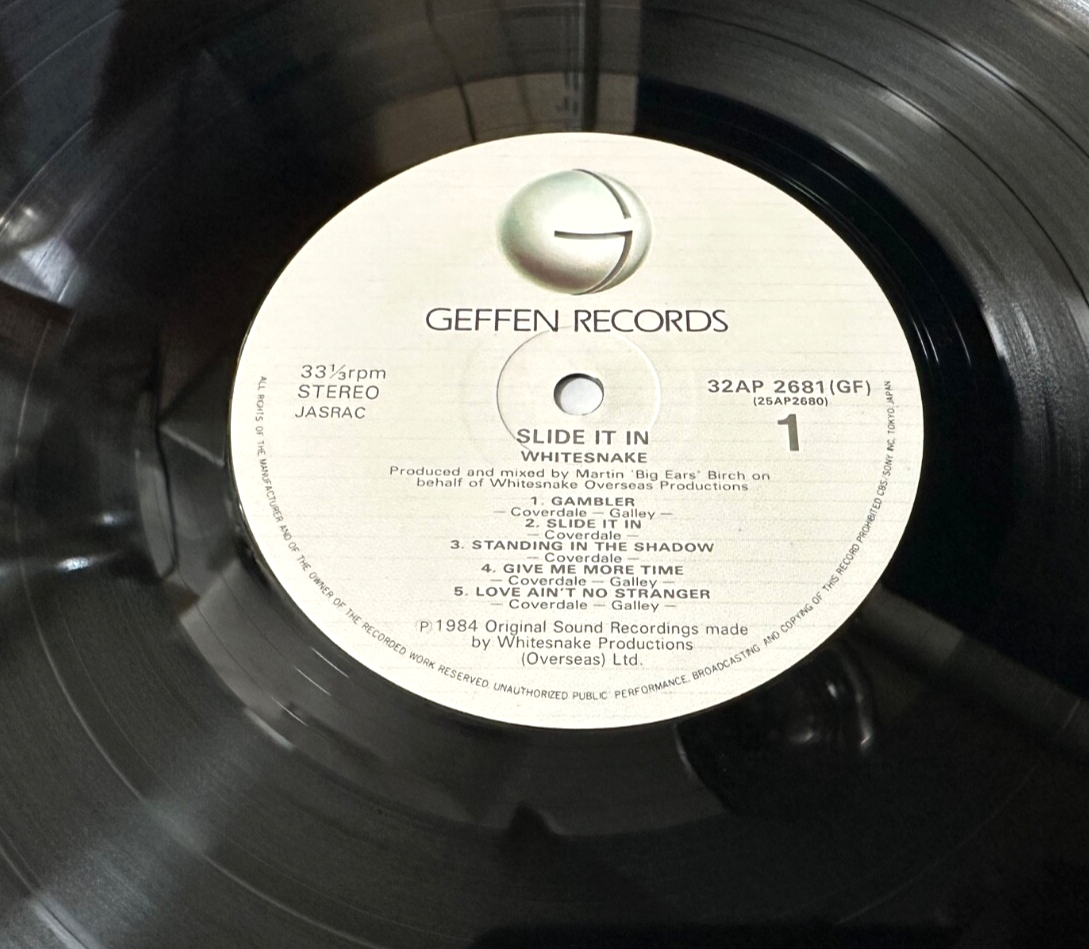 GEFFEN RECORDS
33⅓rpm
STEREO
JASRAC
32AP 2681(GF)
(25AP2680)
1
SLIDE IT IN
WHITESNAKE
Produced and mixed by Martin 'Big Ears' Birch on
behalf of Whitesnake Overseas Productions
1. GAMBLER
— Coverdale — Galley —
2. SLIDE IT IN
— Coverdale —
3. STANDING IN THE SHADOW
— Coverdale —
4. GIVE ME MORE TIME
— Coverdale — Galley —
5. LOVE AIN'T NO STRANGER
— Coverdale — Galley —
Ⓟ1984 Original Sound Recordings made
by Whitesnake Productions
(Overseas) Ltd.
ALL RIGHTS OF THE MANUFACTURER AND OF THE OWNER OF THE RECORDED WORK RESERVED. UNAUTHORIZED PUBLIC PERFORMANCE, BROADCASTING AND COPYING OF THIS RECORD PROHIBITED CBS/SONY INC. TOKYO JAPAN